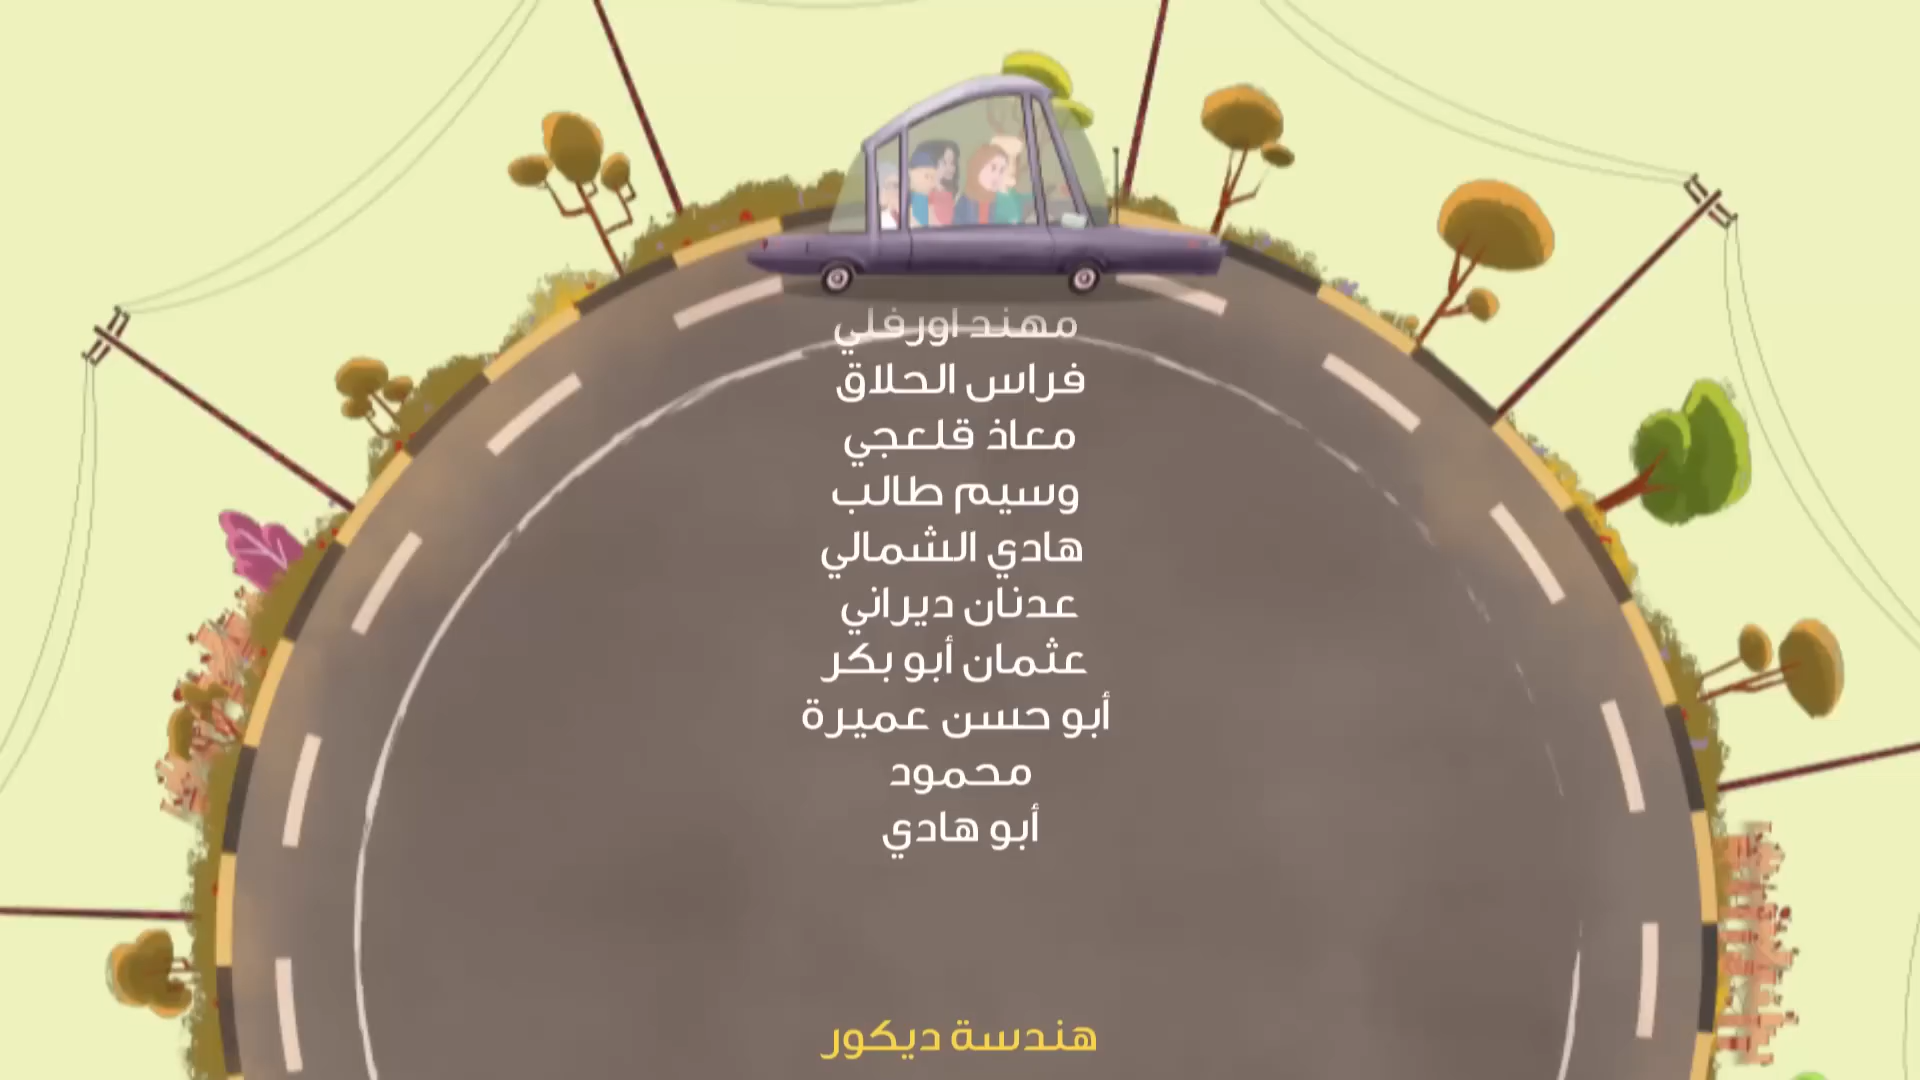 مهند اورفلي
فراس الحلاق
معاذ قلعجي
وسيم طالب
هادي الشمالي
عدنان ديراني
عثمان أبو بكر
أبو حسن عميرة
محمود
أبو هادي
هندسة ديكور